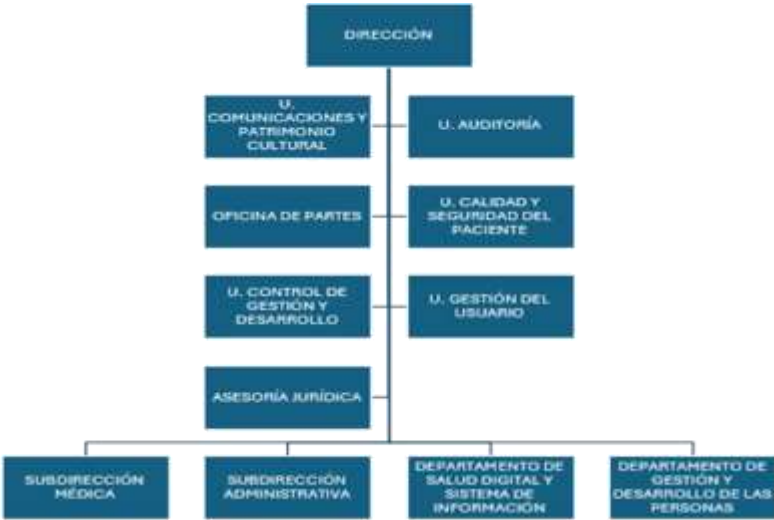 DIRECCIÓN
U.
COMUNICACIONES Y
PATRIMONIO
CULTURAL
U. AUDITORÍA
OFICINA DE PARTES
U. CALIDAD Y
SEGURIDAD DEL
PACIENTE
U. CONTROL DE
GESTIÓN Y
DESARROLLO
U. GESTIÓN DEL
USUARIO
ASESORÍA JURÍDICA
SUBDIRECCIÓN
MÉDICA
SUBDIRECCIÓN
ADMINISTRATIVA
DEPARTAMENTO DE
SALUD DIGITAL Y
SISTEMA DE
INFORMACIÓN
DEPARTAMENTO DE
GESTIÓN Y
DESARROLLO DE LAS
PERSONAS